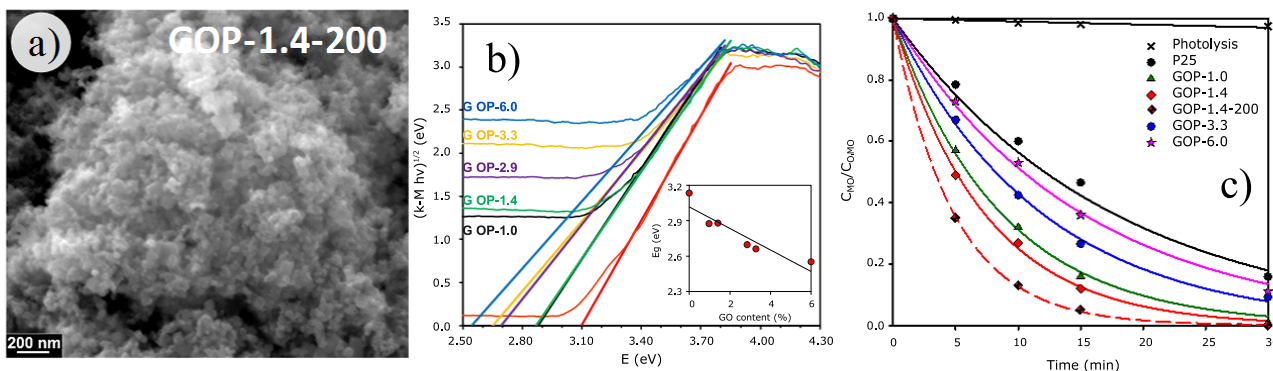 a)
GOP-1.4-200
200 nm
b)
(k-M hv)^1/2 (eV)
3.5
3.0
2.5
2.0
1.5
1.0
0.5
0.0
G OP-6.0
G OP-3.3
G OP-2.9
G OP-1.4
G OP-1.0
2.50 2.80 3.10 3.40 3.70 4.00 4.30
E (eV)
Eg (eV)
3.2
2.9
2.6
2.3
0 2 4 6
GO content (%)
c)
C_MO/C_0,MO
1.0
0.8
0.6
0.4
0.2
0.0
Photolysis
P25
GOP-1.0
GOP-1.4
GOP-1.4-200
GOP-3.3
GOP-6.0
0 5 10 15 20 25 3
Time (min)